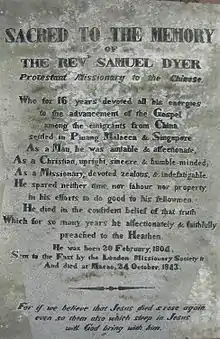 SACRED TO THE MEMORY
OF
THE REVD SAMUEL DYER
Protestant Missionary to the Chinese.
Who for 16 years devoted all his energies
to the advancement of the Gospel
among the emigrants from China
settled in Pinang Malacca & Singapore
As a Man, he was amiable & affectionate,
As a Christian, upright, sincere, & humble-minded,
As a Missionary, devoted zealous, & indefatigable.
He spared neither time, nor labour nor property
in his efforts to do good to his fellowmen.
He died in the confident belief of that truth
Which for so many years he affectionately & faithfully
preached to the Heathen.
He was born 20 February, 1804,
Sent to the East by the London Missionary Society
And died at Macao, 24 October, 1843.
For if we believe that Jesus died & rose again
even so them also which sleep in Jesus
will God bring with him.